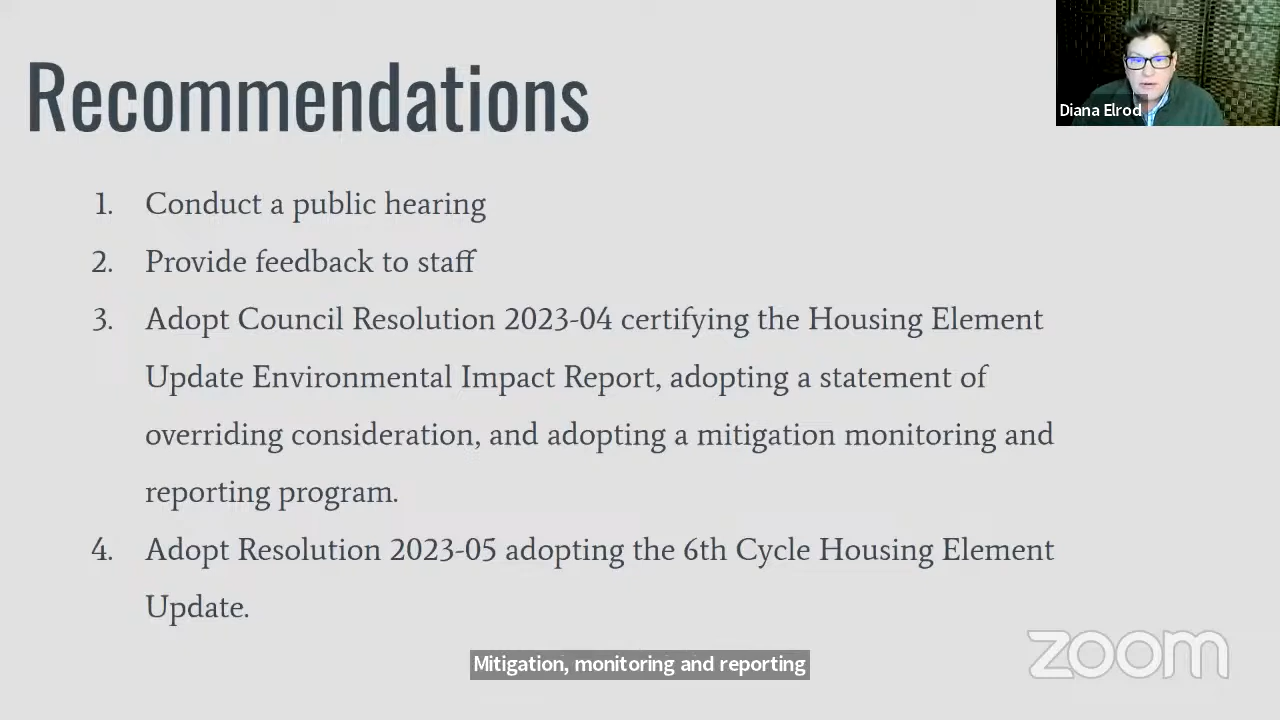 Recommendations
Diana Elrod
1. Conduct a public hearing
2. Provide feedback to staff
3. Adopt Council Resolution 2023-04 certifying the Housing Element
Update Environmental Impact Report, adopting a statement of
overriding consideration, and adopting a mitigation monitoring and
reporting program.
4. Adopt Resolution 2023-05 adopting the 6th Cycle Housing Element
Update.
Mitigation, monitoring and reporting
zoom